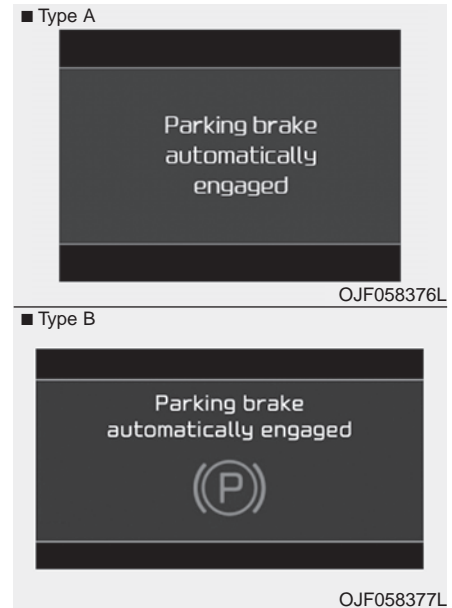 ■ Type A
Parking brake
automatically
engaged
OJF058376L
■ Type B
Parking brake
automatically engaged
(P)
OJF058377L